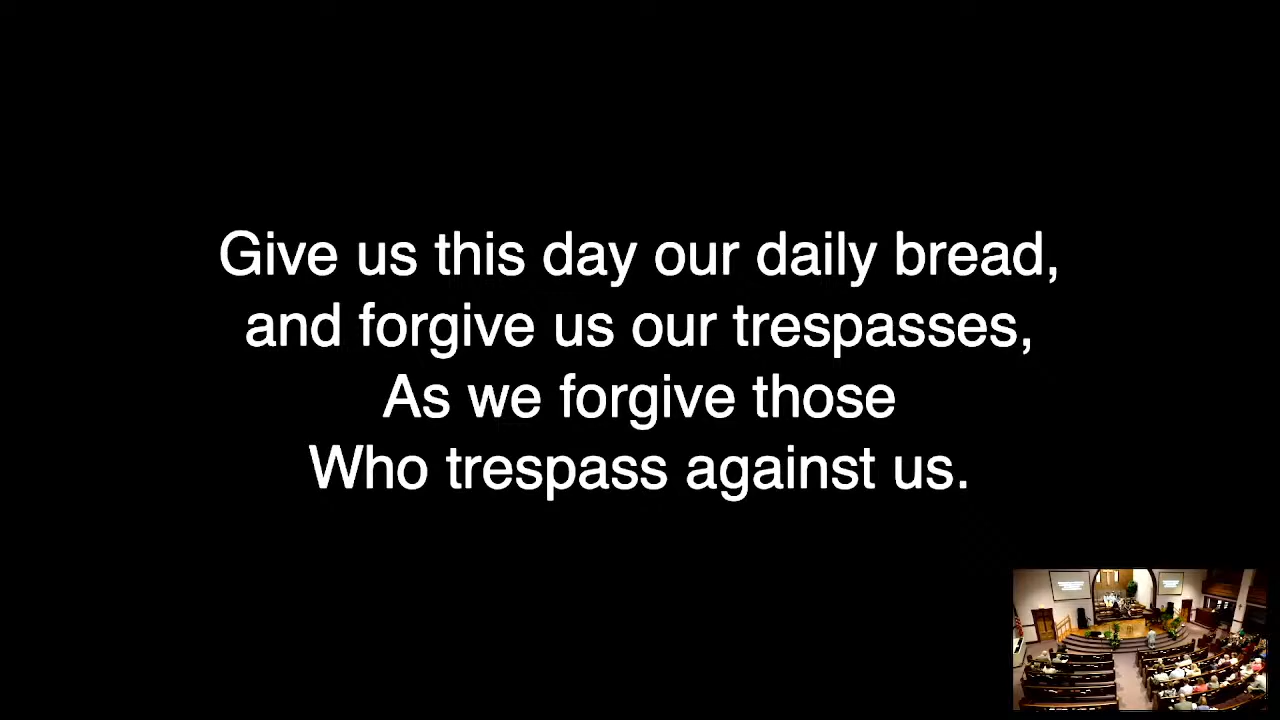 Give us this day our daily bread,
and forgive us our trespasses,
As we forgive those
Who trespass against us.